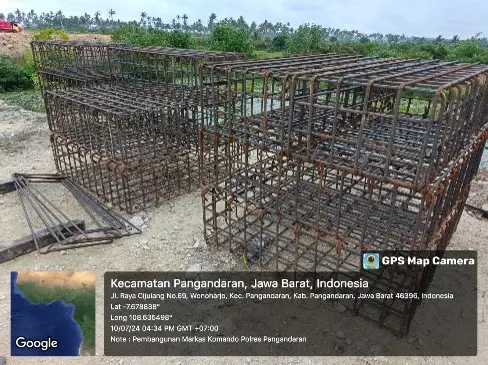 GPS Map Camera
Kecamatan Pangandaran, Jawa Barat, Indonesia
Jl. Raya Cijulang No.69, Wonoharjo, Kec. Pangandaran, Kab. Pangandaran, Jawa Barat 46396, Indonesia
Lat -7.678838°
Long 108.635498°
10/07/24 04:34 PM GMT +07:00
Note : Pembangunan Markas Komando Polres Pangandaran
Google